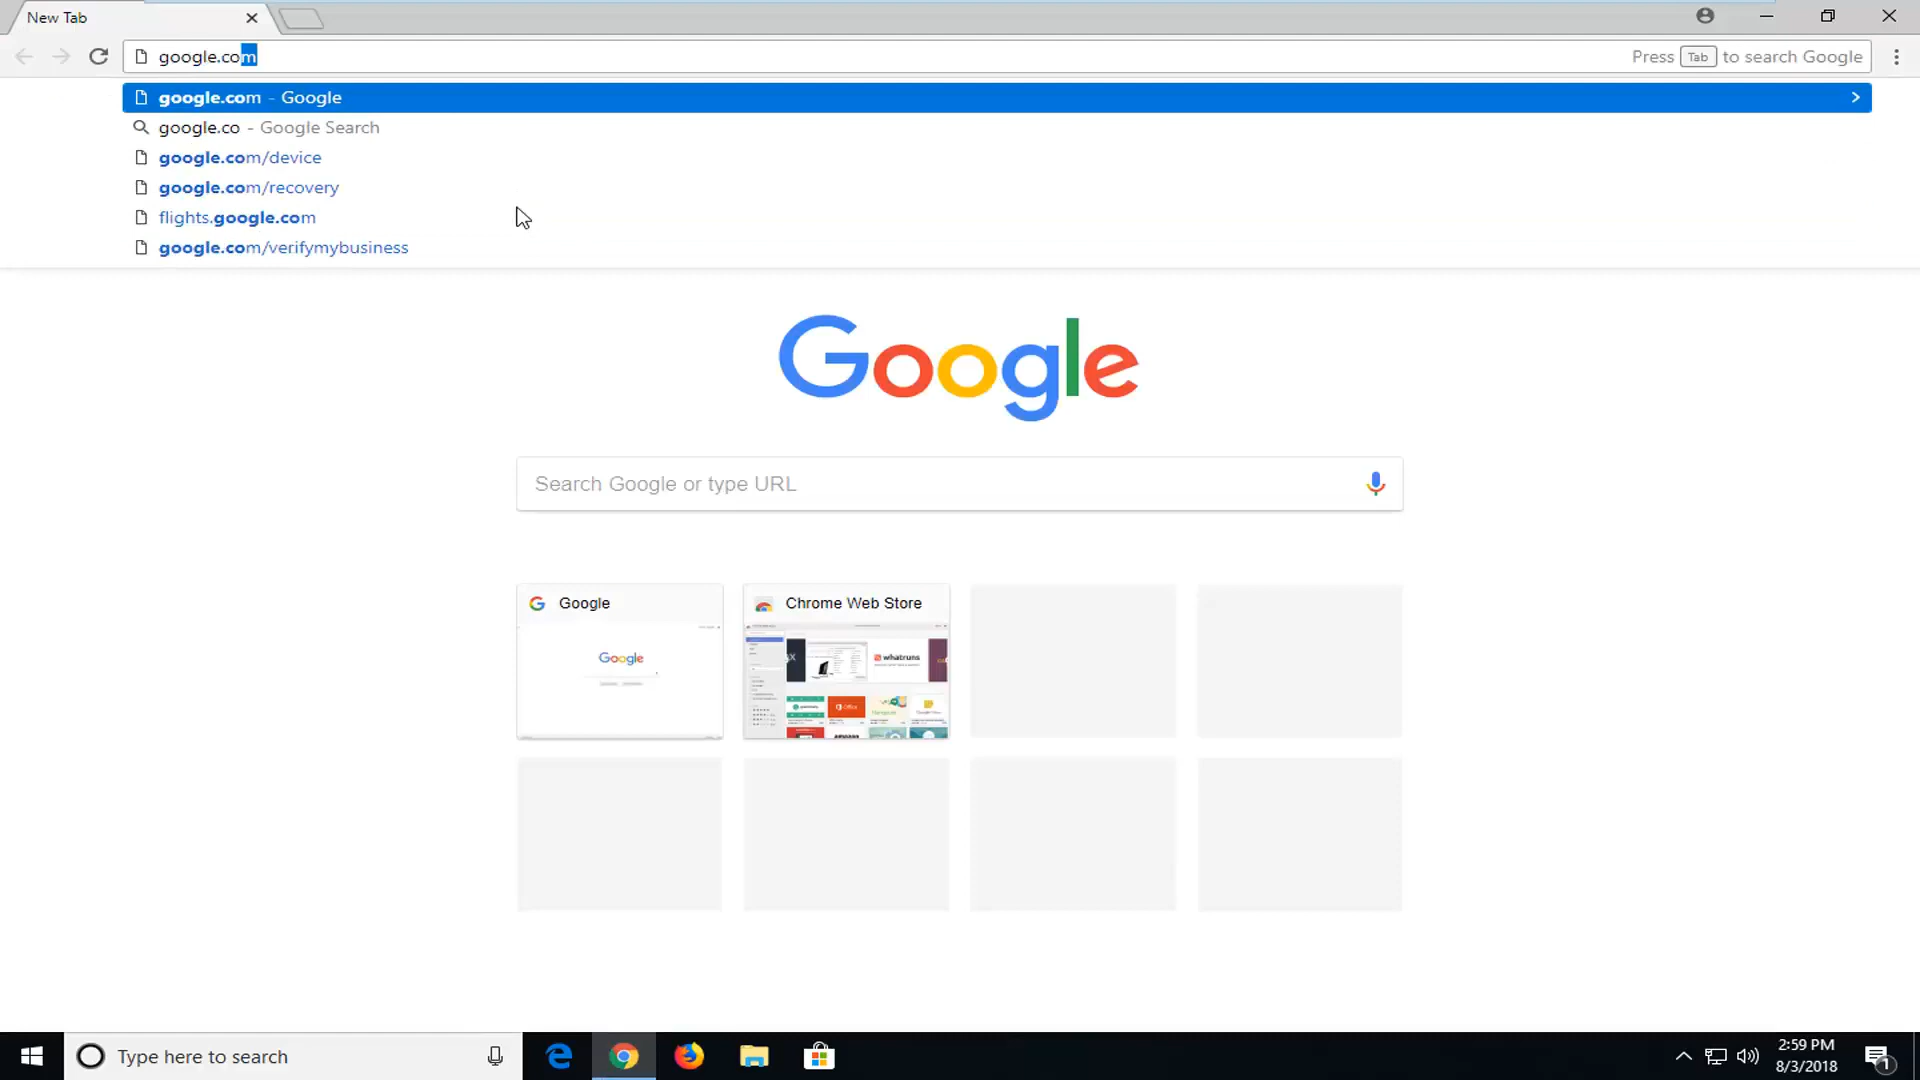 New Tab
google.com
Press Tab to search Google
google.com - Google
google.co - Google Search
google.com/device
google.com/recovery
flights.google.com
google.com/verifymybusiness
Google
Search Google or type URL
Google
Chrome Web Store
Google
whatruns
Office
Type here to search
2:59 PM
8/3/2018
1